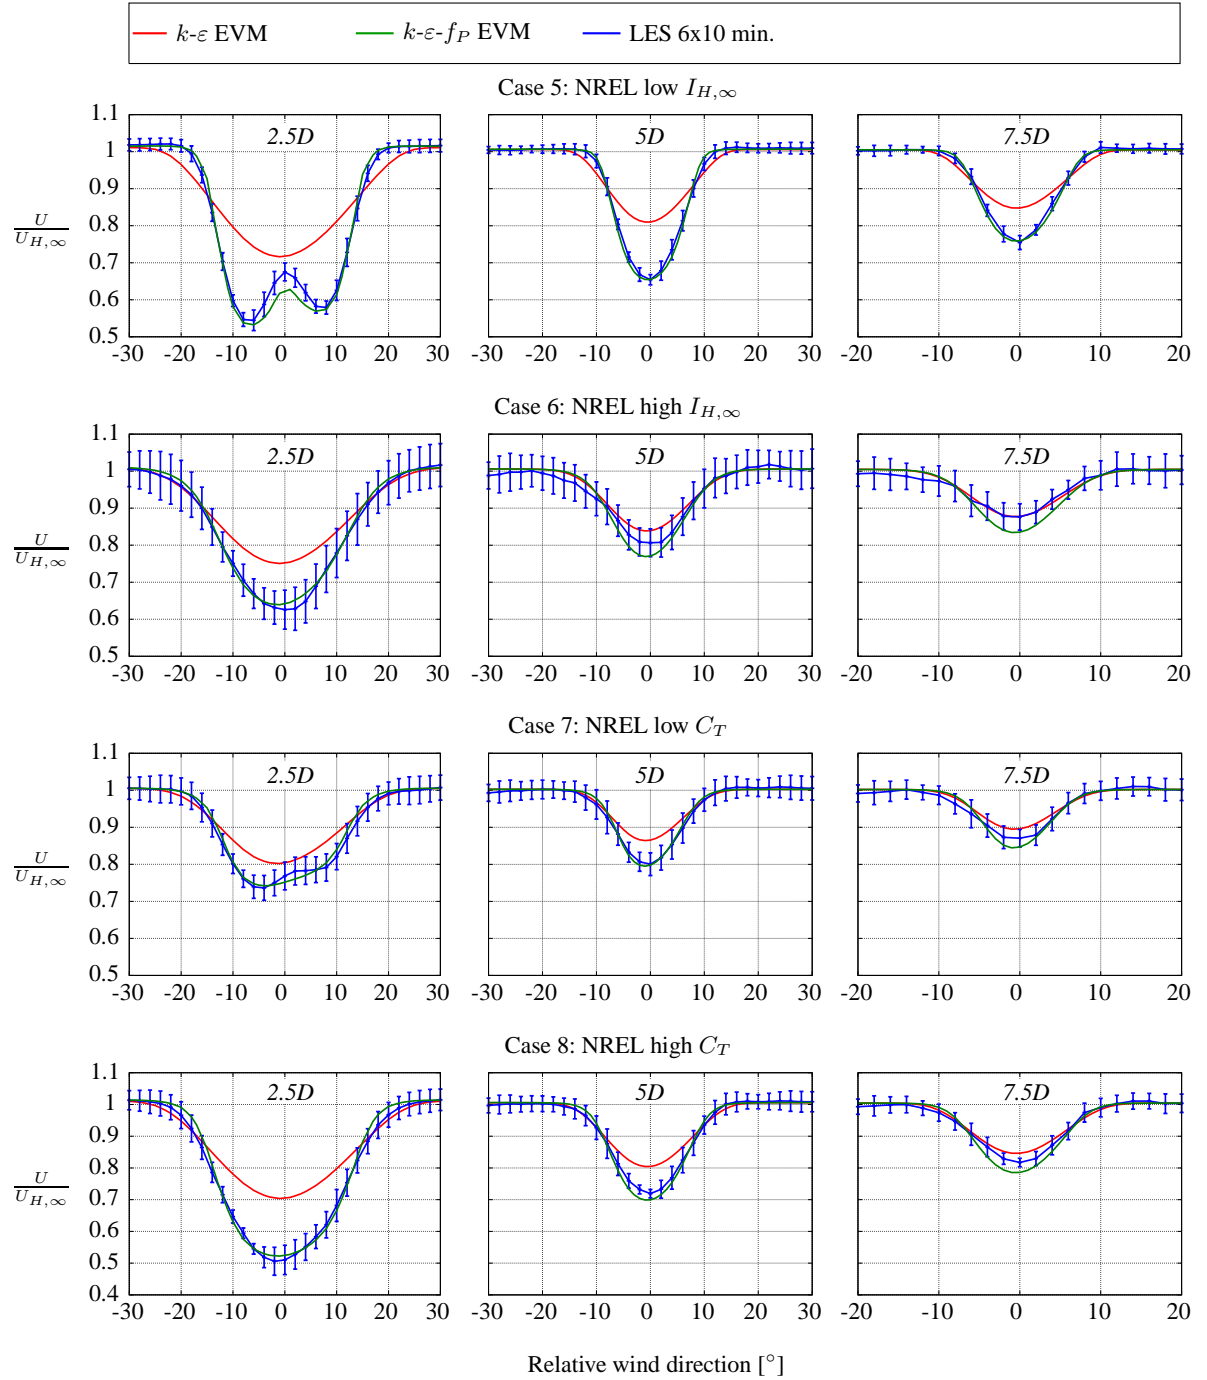 k-ε EVM k-ε-f_P EVM LES 6x10 min.
Case 5: NREL low I_{H,∞}
2.5D 5D 7.5D
1.1
1
0.9
0.8
0.7
0.6
0.5
U/U_{H,∞}
-30 -20 -10 0 10 20 30 -30 -20 -10 0 10 20 30 -20 -10 0 10 20
Case 6: NREL high I_{H,∞}
2.5D 5D 7.5D
1.1
1
0.9
0.8
0.7
0.6
0.5
U/U_{H,∞}
-30 -20 -10 0 10 20 30 -30 -20 -10 0 10 20 30 -20 -10 0 10 20
Case 7: NREL low C_T
2.5D 5D 7.5D
1.1
1
0.9
0.8
0.7
0.6
0.5
U/U_{H,∞}
-30 -20 -10 0 10 20 30 -30 -20 -10 0 10 20 30 -20 -10 0 10 20
Case 8: NREL high C_T
2.5D 5D 7.5D
1.1
1
0.9
0.8
0.7
0.6
0.5
0.4
U/U_{H,∞}
-30 -20 -10 0 10 20 30 -30 -20 -10 0 10 20 30 -20 -10 0 10 20
Relative wind direction [°]